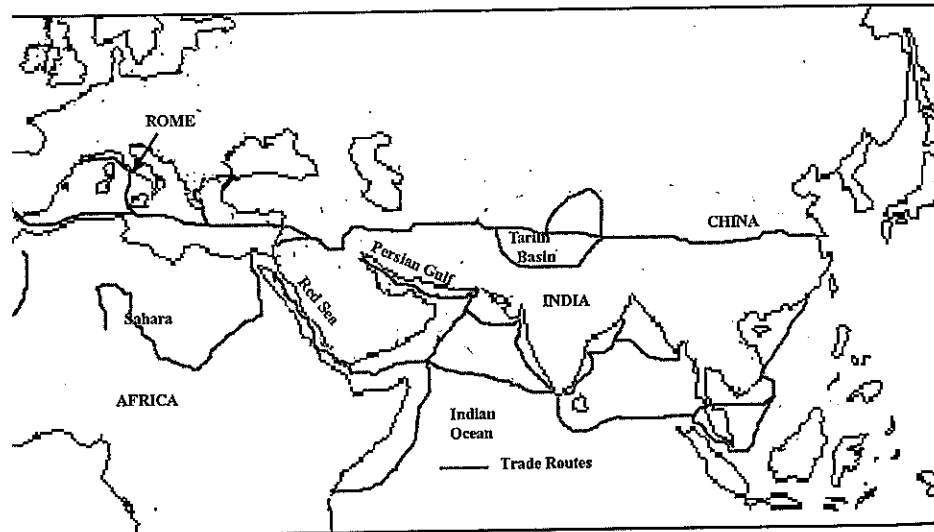 ROME
CHINA
Tarim
Basin
Persian Gulf
INDIA
Red Sea
Sahara
AFRICA
Indian
Ocean
Trade Routes